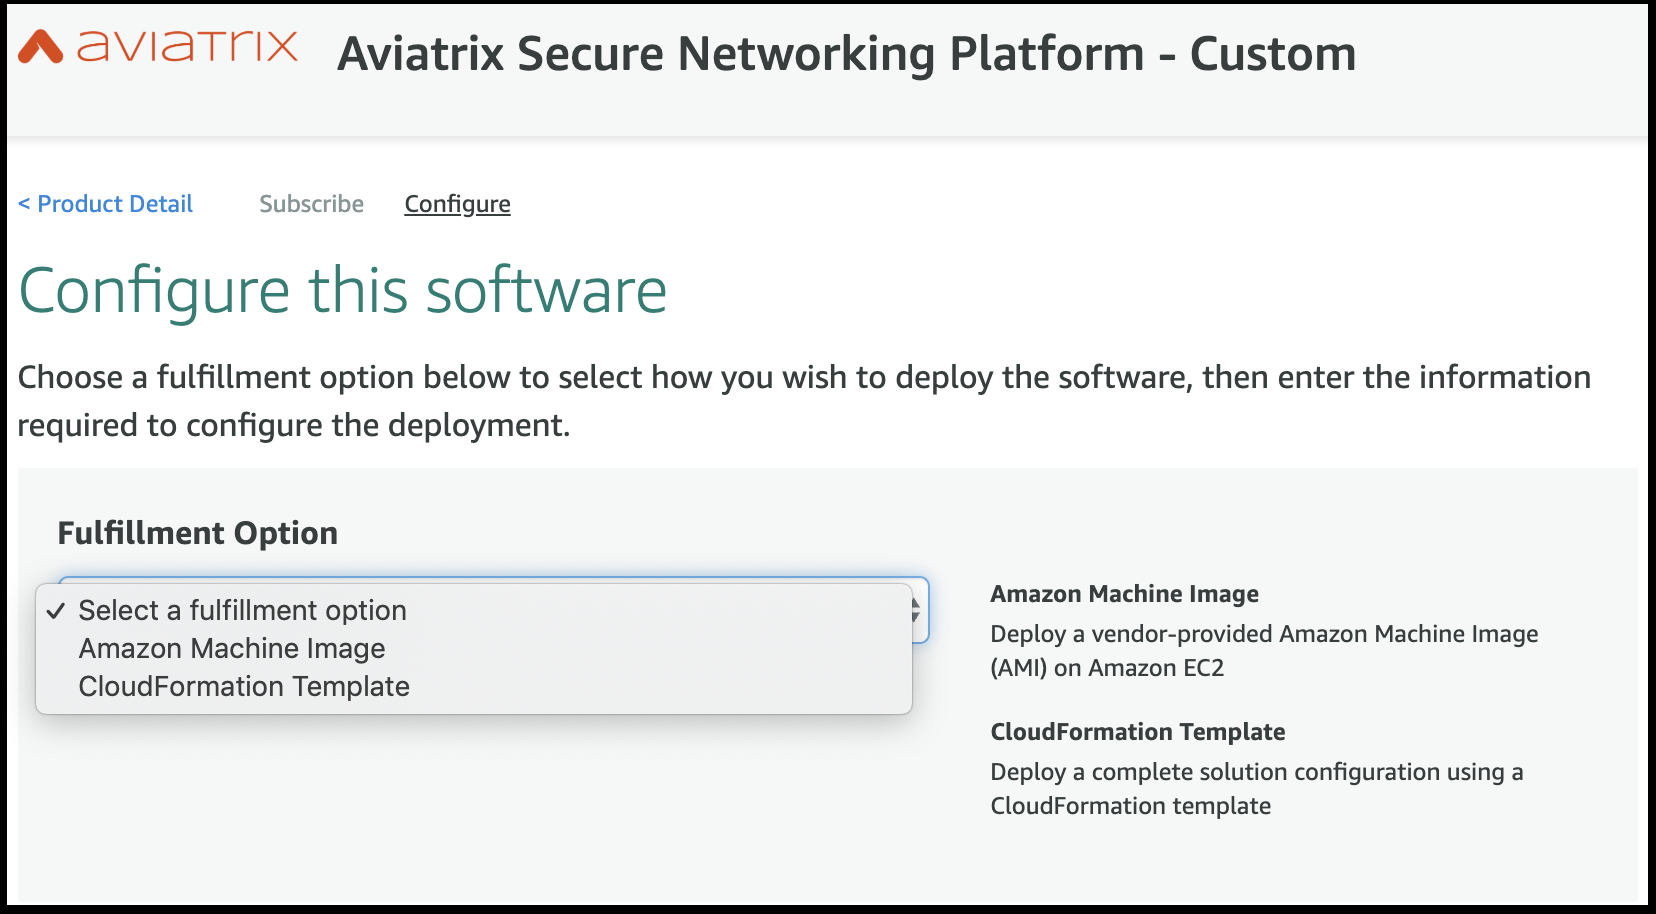 aviatrix Aviatrix Secure Networking Platform - Custom
< Product Detail Subscribe Configure
Configure this software
Choose a fulfillment option below to select how you wish to deploy the software, then enter the information
required to configure the deployment.
Fulfillment Option
✓ Select a fulfillment option
Amazon Machine Image
CloudFormation Template
Amazon Machine Image
Deploy a vendor-provided Amazon Machine Image
(AMI) on Amazon EC2
CloudFormation Template
Deploy a complete solution configuration using a
CloudFormation template